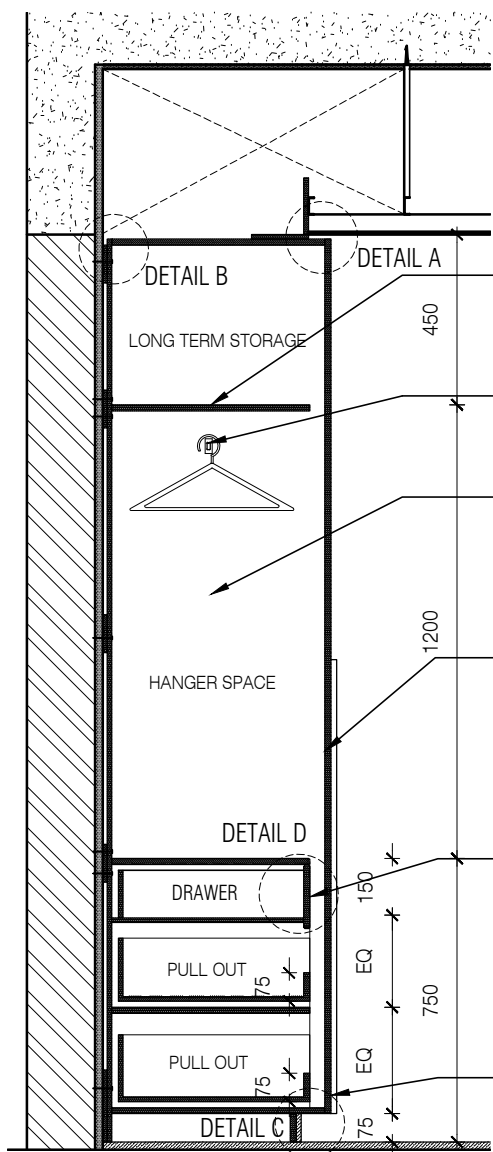 DETAIL A
DETAIL B
450
LONG TERM STORAGE
1200
HANGER SPACE
DETAIL D
DRAWER
150
PULL OUT
75
EQ
750
PULL OUT
75
EQ
DETAIL C
75